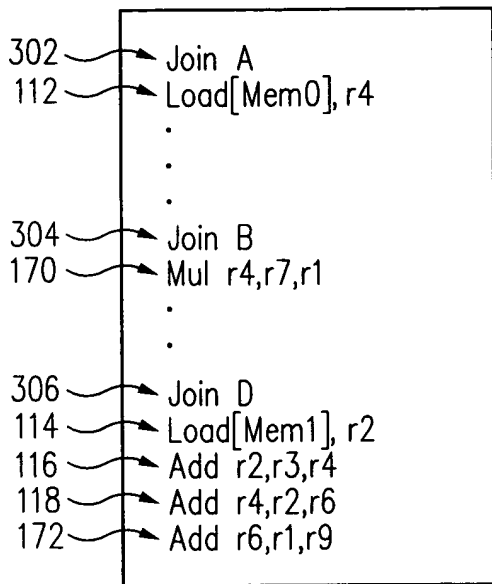 302 Join A
112 Load[Mem0], r4
.
.
.
304 Join B
170 Mul r4,r7,r1
.
.
306 Join D
114 Load[Mem1], r2
116 Add r2,r3,r4
118 Add r4,r2,r6
172 Add r6,r1,r9